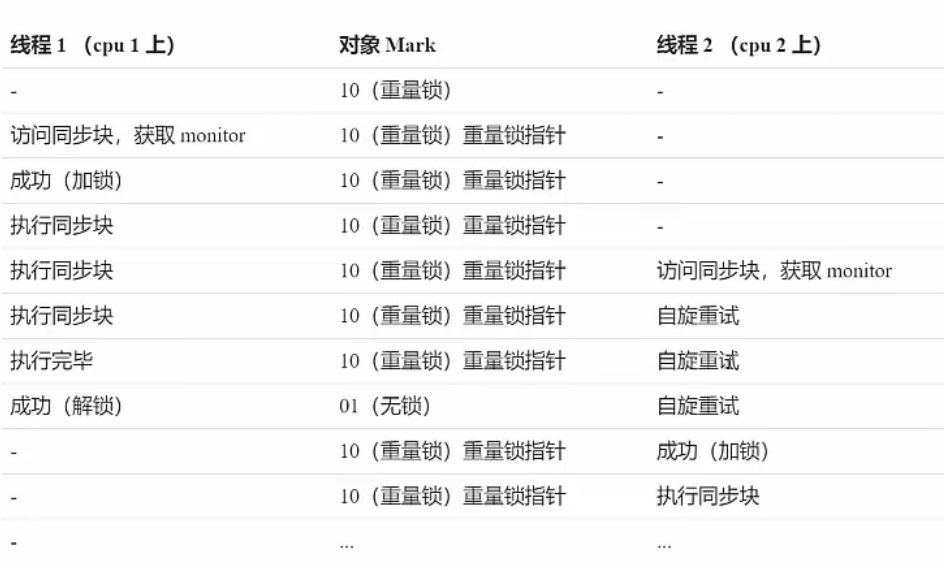 线程 1 （cpu 1 上） 对象 Mark 线程 2 （cpu 2 上）
- 10（重量锁） -
访问同步块，获取 monitor 10（重量锁）重量锁指针 -
成功（加锁） 10（重量锁）重量锁指针 -
执行同步块 10（重量锁）重量锁指针 -
执行同步块 10（重量锁）重量锁指针 访问同步块，获取 monitor
执行同步块 10（重量锁）重量锁指针 自旋重试
执行完毕 10（重量锁）重量锁指针 自旋重试
成功（解锁） 01（无锁） 自旋重试
- 10（重量锁）重量锁指针 成功（加锁）
- 10（重量锁）重量锁指针 执行同步块
- ... ...